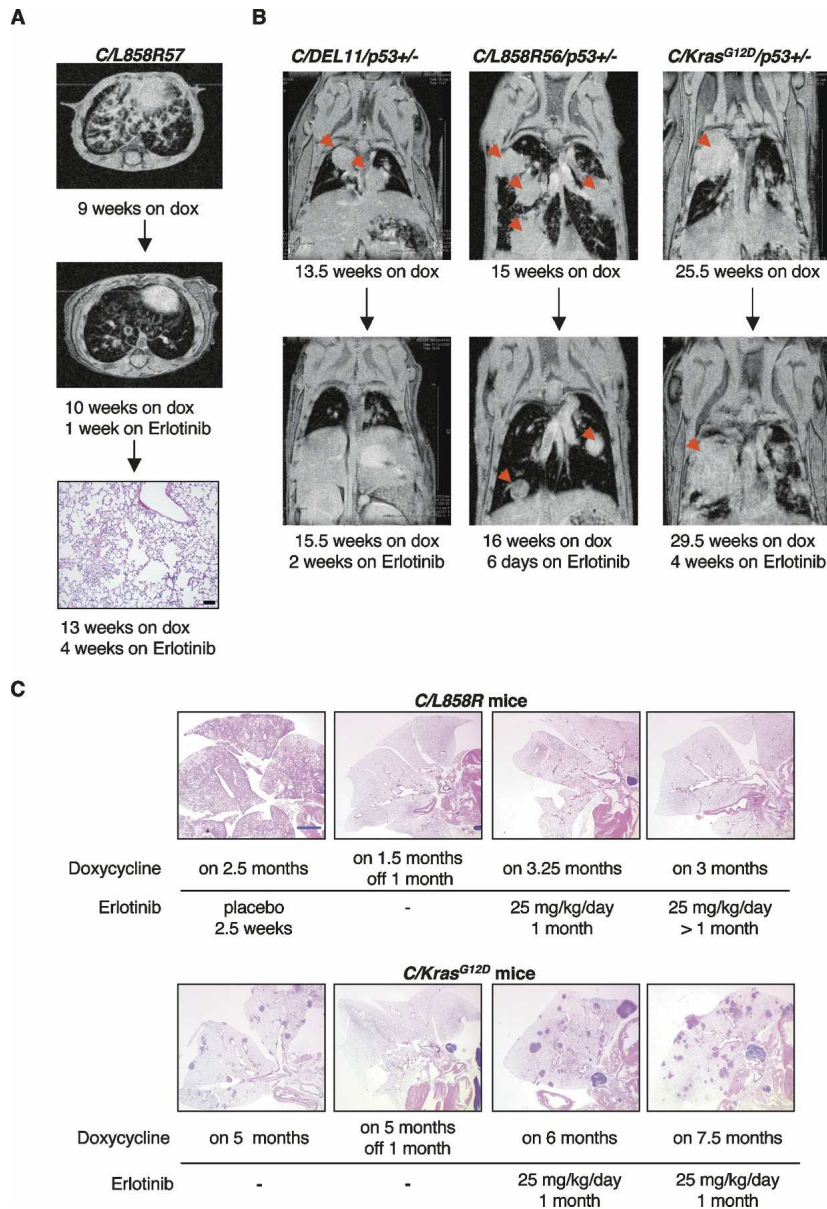 A
C/L858R57
9 weeks on dox
10 weeks on dox
1 week on Erlotinib
13 weeks on dox
4 weeks on Erlotinib
B
C/DEL11/p53+/-
C/L858R56/p53+/-
C/KrasG12D/p53+/-
13.5 weeks on dox
15 weeks on dox
25.5 weeks on dox
15.5 weeks on dox
2 weeks on Erlotinib
16 weeks on dox
6 days on Erlotinib
29.5 weeks on dox
4 weeks on Erlotinib
C
C/L858R mice
Doxycycline
on 2.5 months
on 1.5 months
off 1 month
on 3.25 months
on 3 months
Erlotinib
placebo
2.5 weeks
-
25 mg/kg/day
1 month
25 mg/kg/day
> 1 month
C/KrasG12D mice
Doxycycline
on 5 months
on 5 months
off 1 month
on 6 months
on 7.5 months
Erlotinib
-
-
25 mg/kg/day
1 month
25 mg/kg/day
1 month